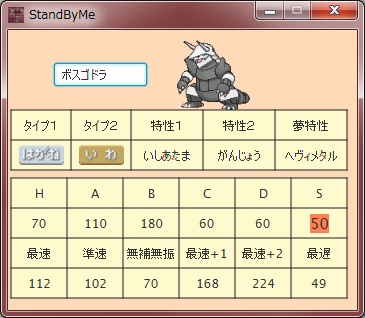 StandByMe
ボスゴドラ
タイプ1 タイプ2 特性1 特性2 夢特性
はがね いわ いしあたま がんじょう ヘヴィメタル
H A B C D S
70 110 180 60 60 50
最速 準速 無補無振 最速+1 最速+2 最遅
112 102 70 168 224 49